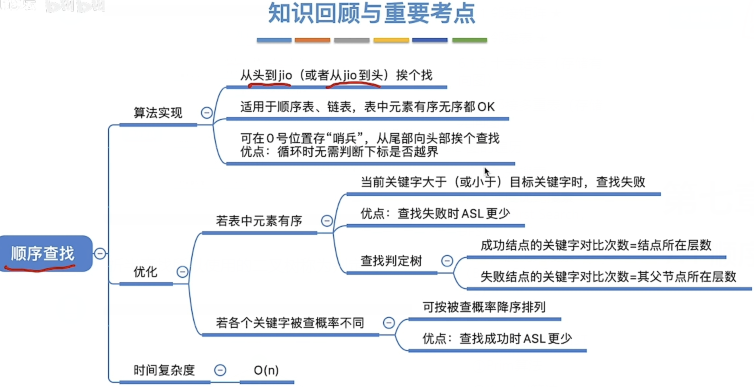 知识回顾与重要考点
从头到jio（或者从jio到头）挨个找
算法实现
适用于顺序表、链表，表中元素有序无序都OK
可在0号位置存“哨兵”，从尾部向头部挨个查找
优点：循环时无需判断下标是否越界
当前关键字大于（或小于）目标关键字时，查找失败
若表中元素有序
优点：查找失败时ASL更少
成功结点的关键字对比次数=结点所在层数
顺序查找
查找判定树
优化
失败结点的关键字对比次数=其父节点所在层数
可按被查概率降序排列
若各个关键字被查概率不同
优点：查找成功时ASL更少
时间复杂度
O(n)